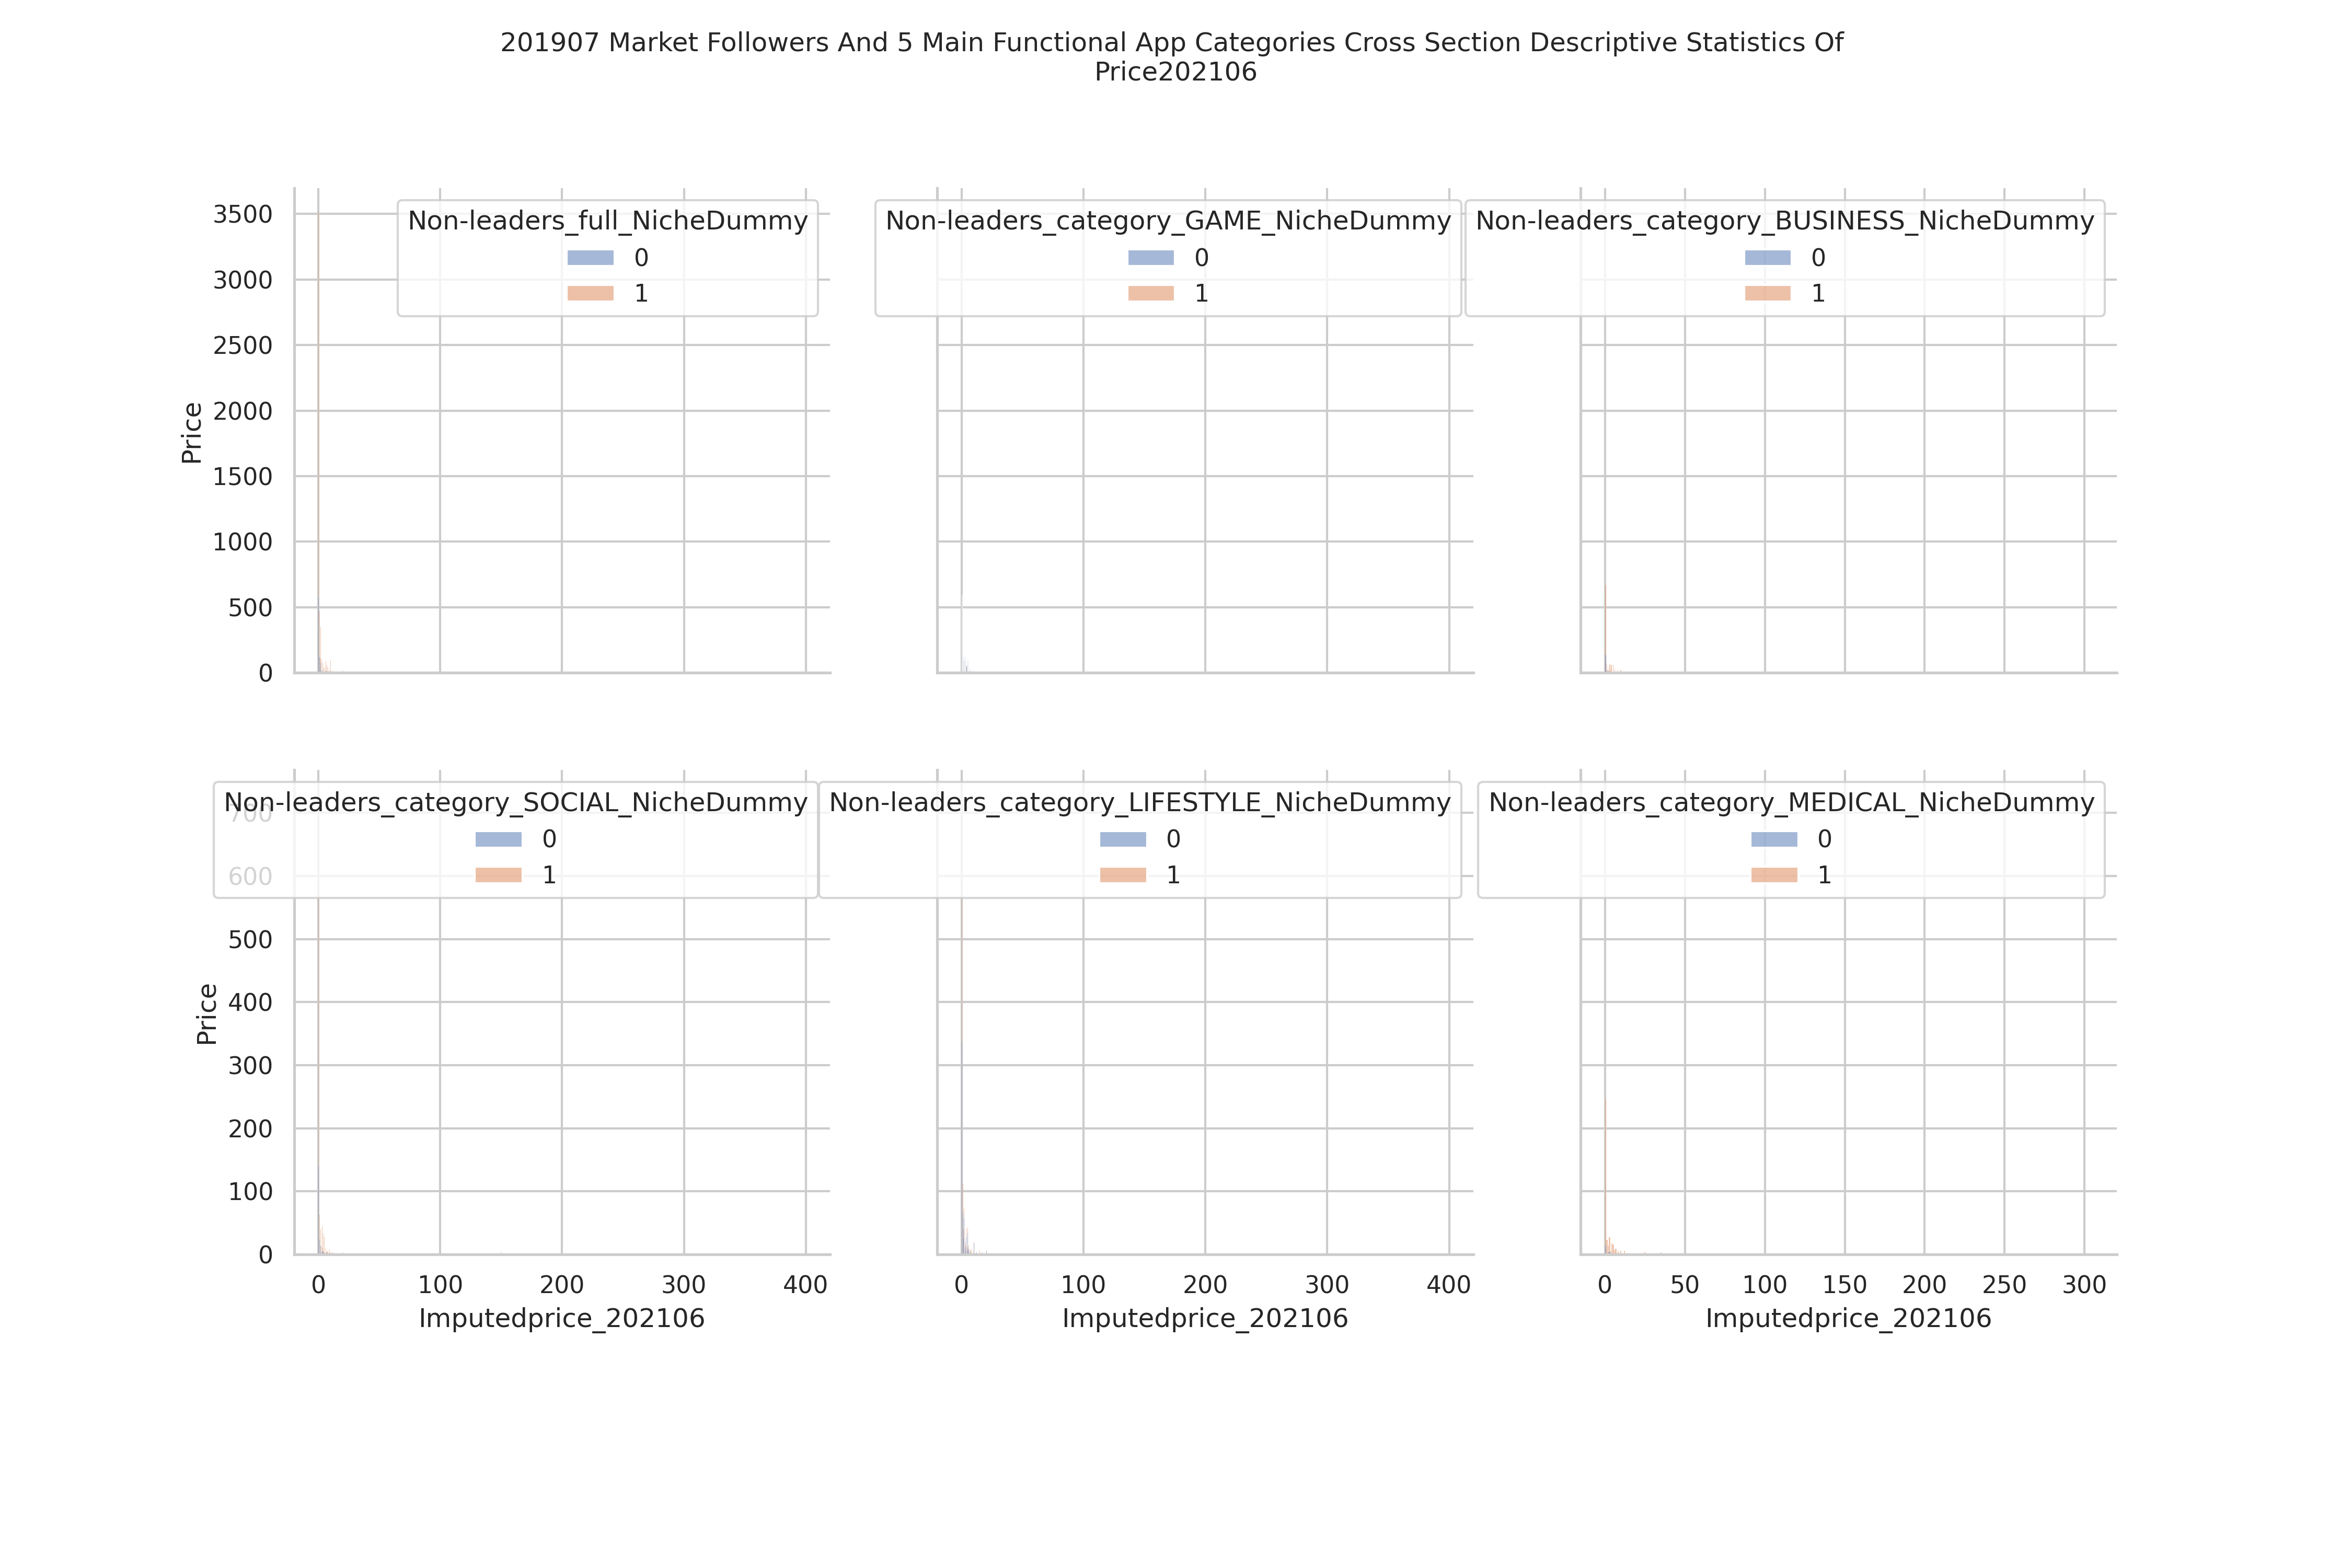 201907 Market Followers And 5 Main Functional App Categories Cross Section Descriptive Statistics Of
Price202106
Price
3500
3000
2500
2000
1500
1000
500
0
Non-leaders_full_NicheDummy
0
1
Non-leaders_category_GAME_NicheDummy
0
1
Non-leaders_category_BUSINESS_NicheDummy
0
1
Price
700
600
500
400
300
200
100
0
Non-leaders_category_SOCIAL_NicheDummy
0
1
Non-leaders_category_LIFESTYLE_NicheDummy
0
1
Non-leaders_category_MEDICAL_NicheDummy
0
1
0 100 200 300 400
Imputedprice_202106
0 100 200 300 400
Imputedprice_202106
0 50 100 150 200 250 300
Imputedprice_202106